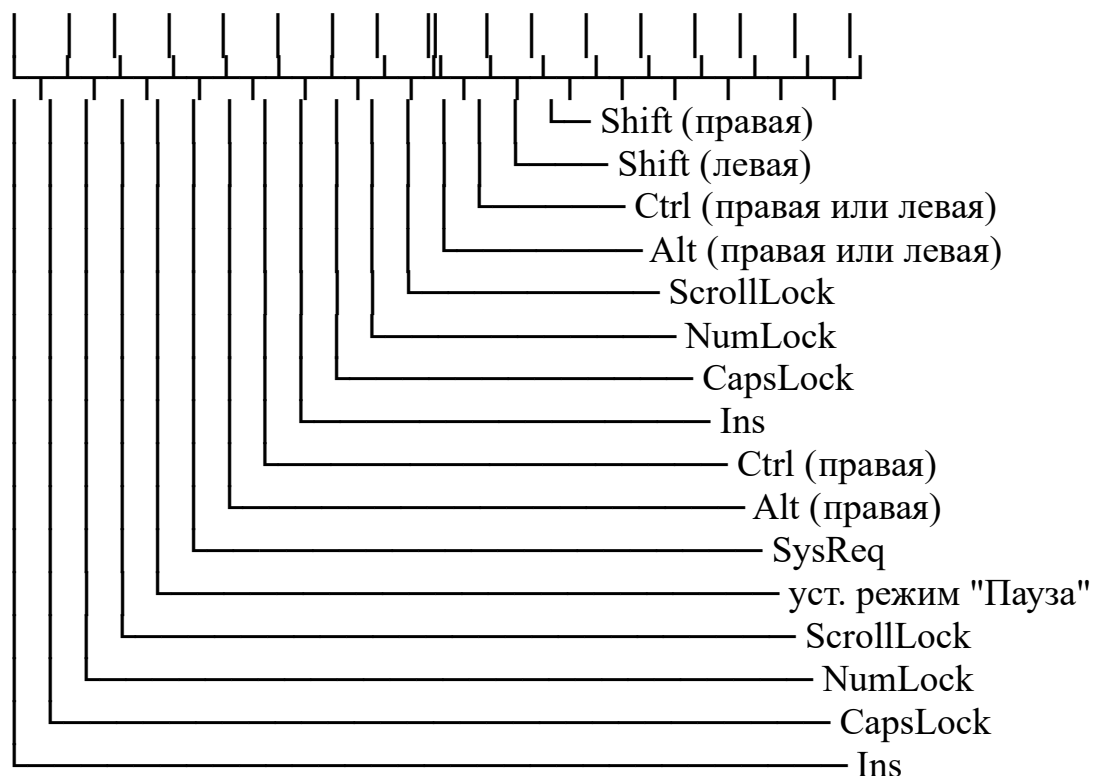 Shift (правая)
Shift (левая)
Ctrl (правая или левая)
Alt (правая или левая)
ScrollLock
NumLock
CapsLock
Ins
Ctrl (правая)
Alt (правая)
SysReq
уст. режим "Пауза"
ScrollLock
NumLock
CapsLock
Ins